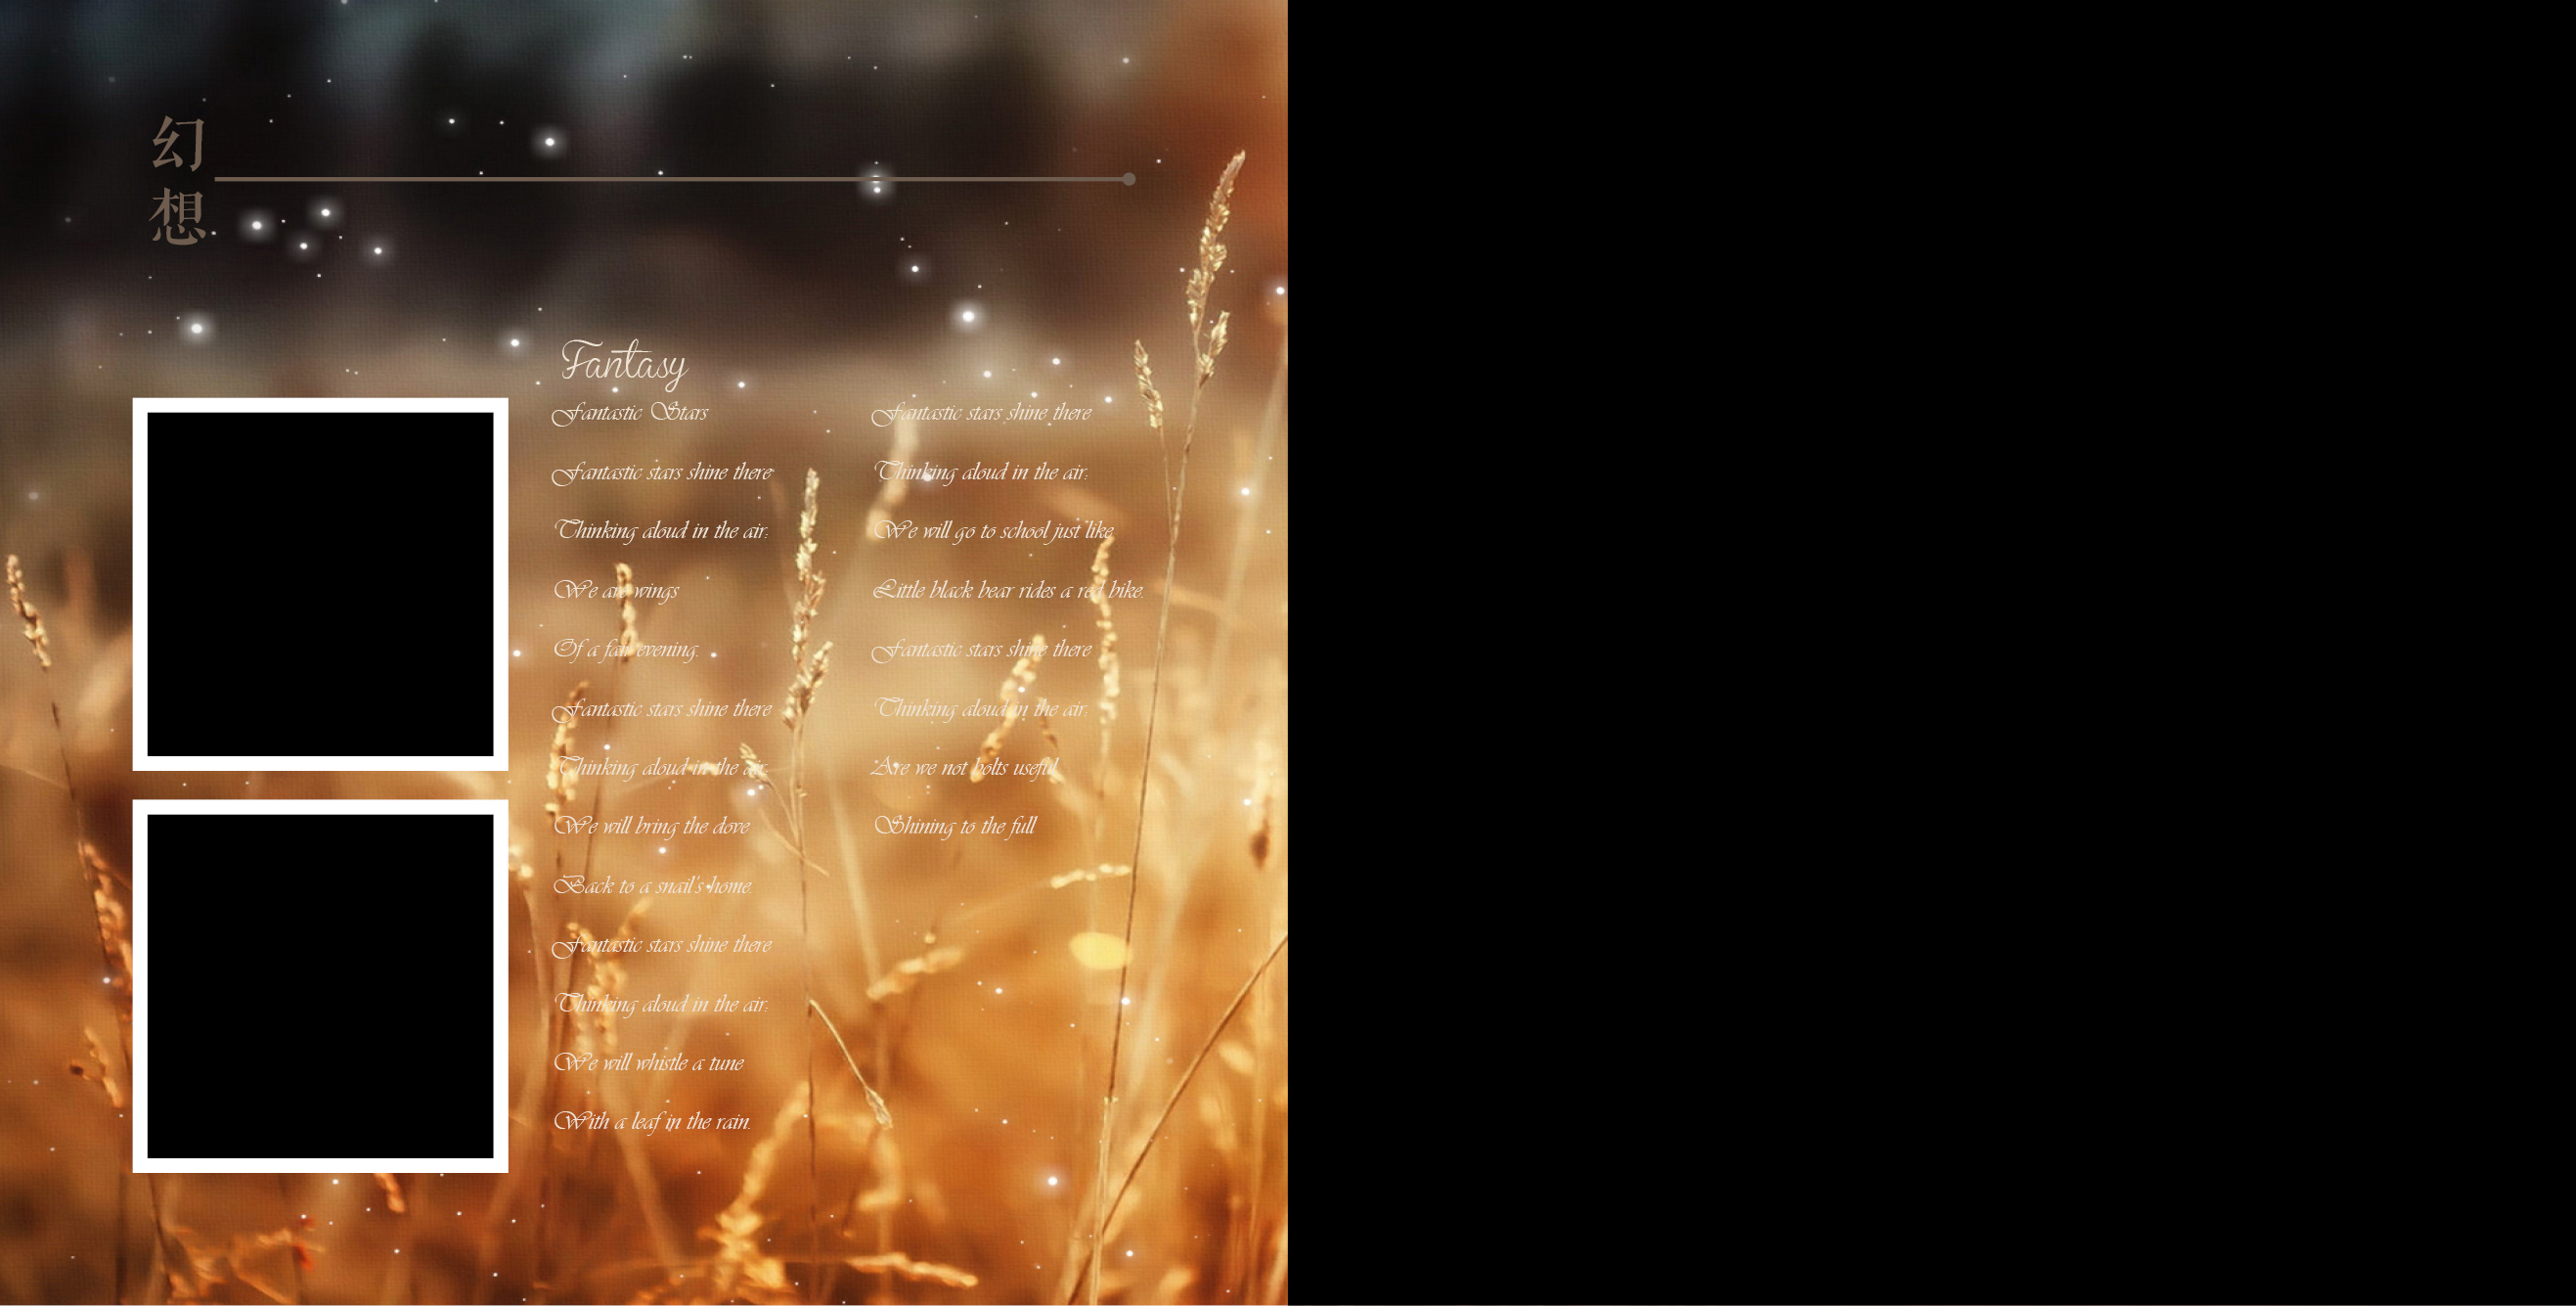 幻想
Fantasy
Fantastic Stars
Fantastic stars shine there
Thinking aloud in the air.
We are wings
Of a fair evening.
Fantastic stars shine there
Thinking aloud in the air.
We will bring the dove
Back to a snail's home.
Fantastic stars shine there
Thinking aloud in the air.
We will whistle a tune
With a leaf in the rain.
Fantastic stars shine there
Thinking aloud in the air.
We will go to school just like
Little black bear rides a red bike.
Fantastic stars shine there
Thinking aloud in the air.
Are we not bolts useful
Shining to the full